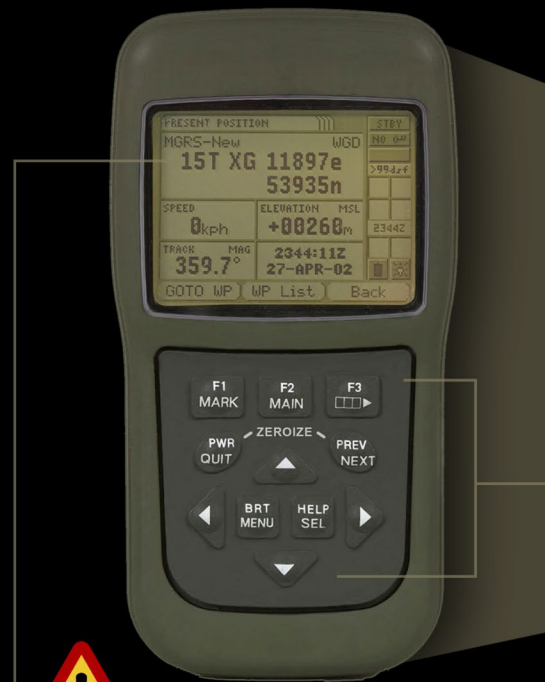 PRESENT POSITION
STBY
MGRS-New WGD
15T XG 11897e
53935n
>99dzf
SPEED
0kph
ELEVATION MSL
+00260m
2344Z
TRACK MAG
359.7°
2344:11Z
27-APR-02
GOTO WP WP List Back
F1
MARK
F2
MAIN
F3
ZEROIZE
PWR
QUIT
PREV
NEXT
BRT
MENU
HELP
SEL